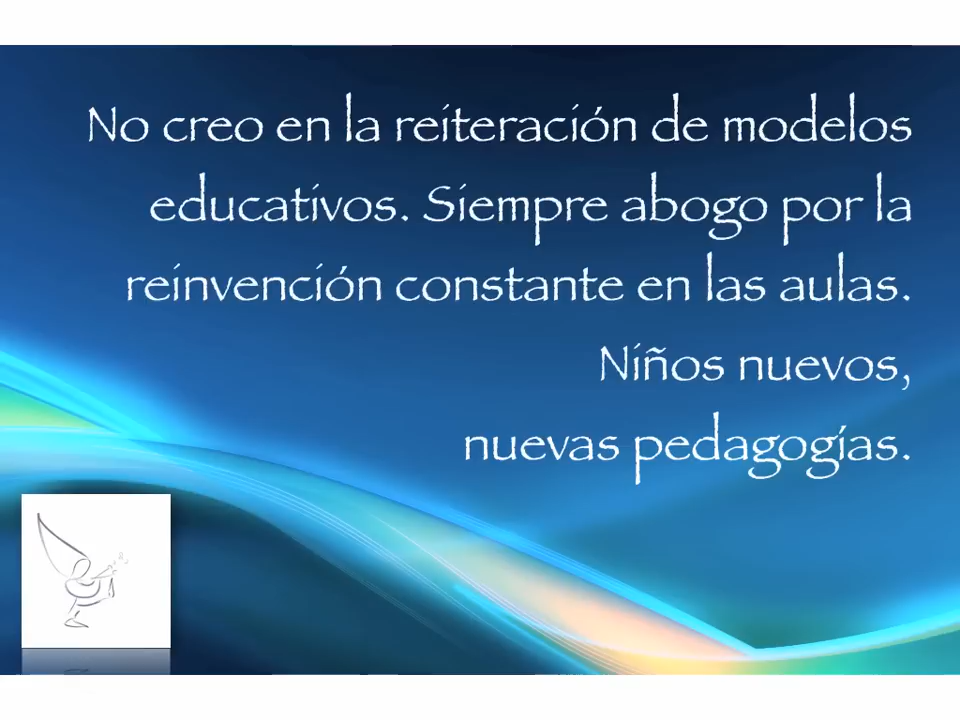 No creo en la reiteración de modelos
educativos. Siempre abogo por la
reinvención constante en las aulas.
Niños nuevos,
nuevas pedagogías.